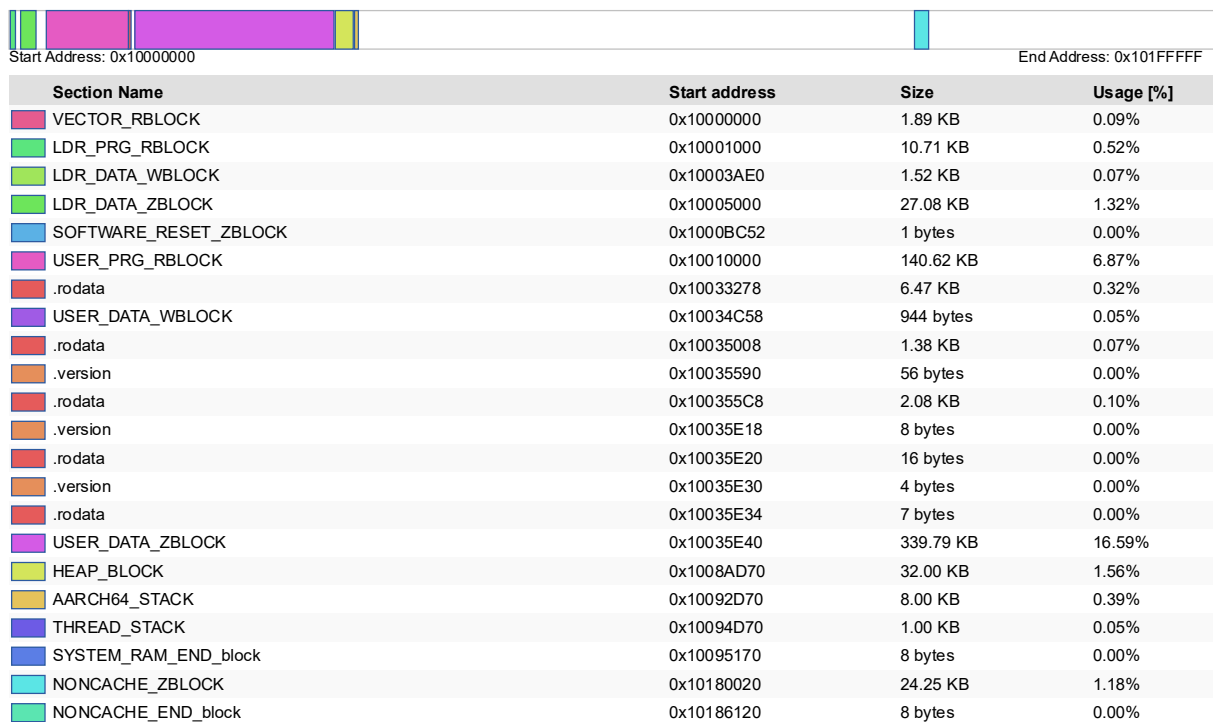 Start Address: 0x10000000 End Address: 0x101FFFFF
Section Name Start address Size Usage [%]
VECTOR_RBLOCK 0x10000000 1.89 KB 0.09%
LDR_PRG_RBLOCK 0x10001000 10.71 KB 0.52%
LDR_DATA_WBLOCK 0x10003AE0 1.52 KB 0.07%
LDR_DATA_ZBLOCK 0x10005000 27.08 KB 1.32%
SOFTWARE_RESET_ZBLOCK 0x1000BC52 1 bytes 0.00%
USER_PRG_RBLOCK 0x10010000 140.62 KB 6.87%
.rodata 0x10033278 6.47 KB 0.32%
USER_DATA_WBLOCK 0x10034C58 944 bytes 0.05%
.rodata 0x10035008 1.38 KB 0.07%
.version 0x10035590 56 bytes 0.00%
.rodata 0x100355C8 2.08 KB 0.10%
.version 0x10035E18 8 bytes 0.00%
.rodata 0x10035E20 16 bytes 0.00%
.version 0x10035E30 4 bytes 0.00%
.rodata 0x10035E34 7 bytes 0.00%
USER_DATA_ZBLOCK 0x10035E40 339.79 KB 16.59%
HEAP_BLOCK 0x1008AD70 32.00 KB 1.56%
AARCH64_STACK 0x10092D70 8.00 KB 0.39%
THREAD_STACK 0x10094D70 1.00 KB 0.05%
SYSTEM_RAM_END_block 0x10095170 8 bytes 0.00%
NONCACHE_ZBLOCK 0x10180020 24.25 KB 1.18%
NONCACHE_END_block 0x10186120 8 bytes 0.00%